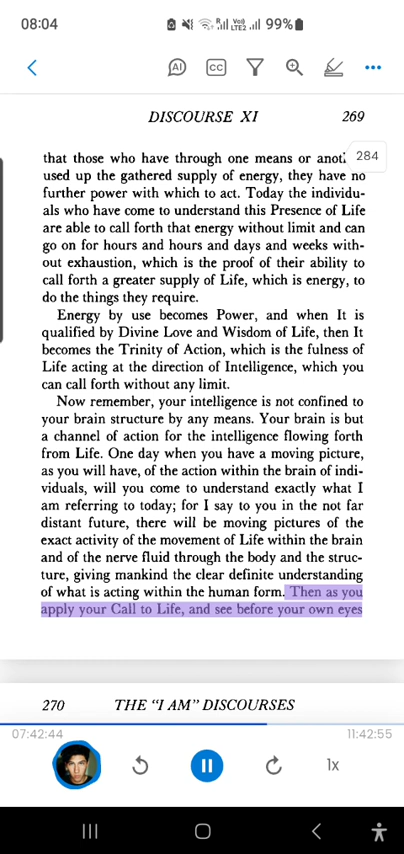 08:04
VoI)
LTE2
99%
AI
CC
DISCOURSE XI 269
284
that those who have through one means or anot
used up the gathered supply of energy, they have no
further power with which to act. Today the individu-
als who have come to understand this Presence of Life
are able to call forth that energy without limit and can
go on for hours and hours and days and weeks with-
out exhaustion, which is the proof of their ability to
call forth a greater supply of Life, which is energy, to
do the things they require.
Energy by use becomes Power, and when It is
qualified by Divine Love and Wisdom of Life, then It
becomes the Trinity of Action, which is the fulness of
Life acting at the direction of Intelligence, which you
can call forth without any limit.
Now remember, your intelligence is not confined to
your brain structure by any means. Your brain is but
a channel of action for the intelligence flowing forth
from Life. One day when you have a moving picture,
as you will have, of the action within the brain of indi-
viduals, will you come to understand exactly what I
am referring to today; for I say to you in the not far
distant future, there will be moving pictures of the
exact activity of the movement of Life within the brain
and of the nerve fluid through the body and the struc-
ture, giving mankind the clear definite understanding
of what is acting within the human form. Then as you
apply your Call to Life, and see before your own eyes
270 THE “I AM” DISCOURSES
07:42:44 11:42:55
1x